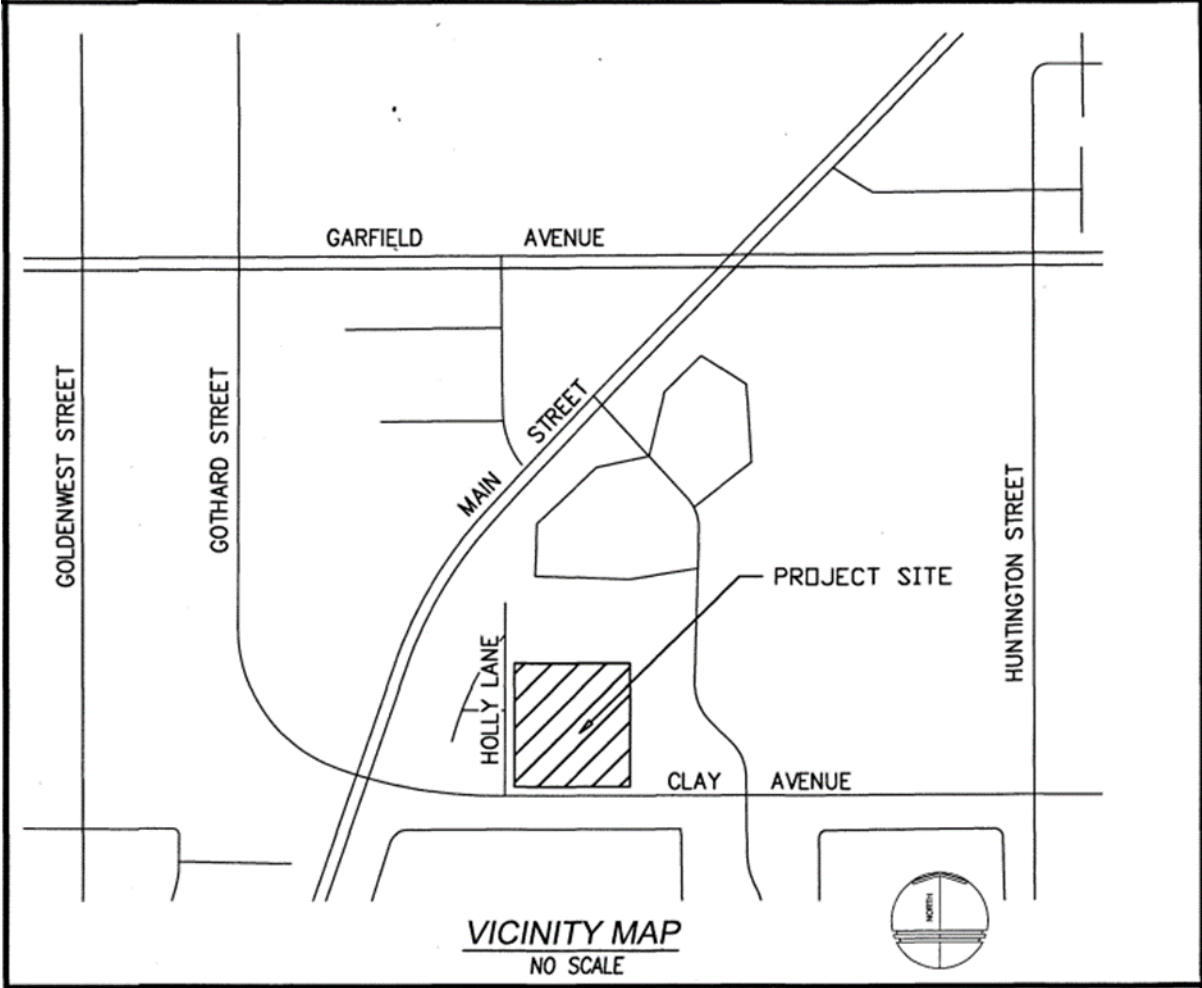 GARFIELD AVENUE
GOLDENWEST STREET
GOTHARD STREET
MAIN STREET
HUNTINGTON STREET
PROJECT SITE
HOLLY LANE
CLAY AVENUE
NORTH
VICINITY MAP
NO SCALE